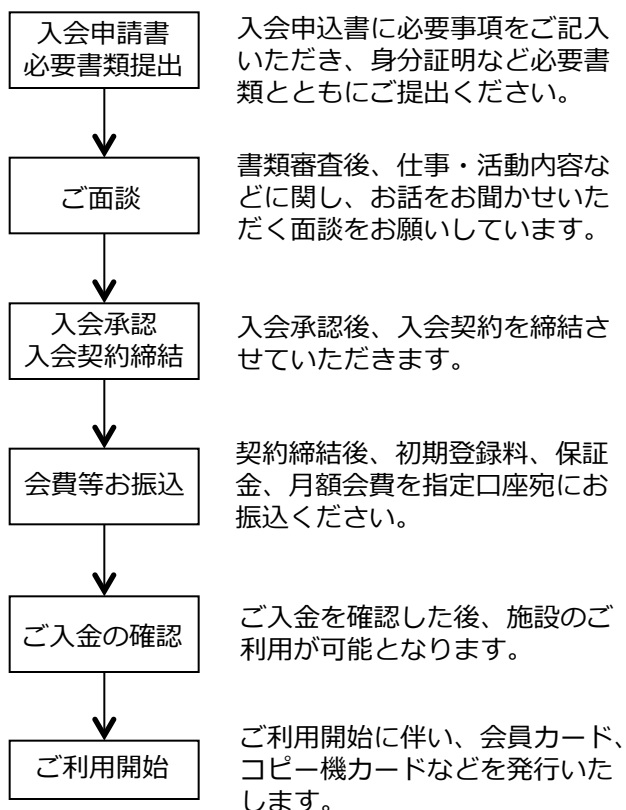 入会申請書
必要書類提出
入会申込書に必要事項をご記入
いただき、身分証明など必要書
類とともにご提出ください。
ご面談
書類審査後、仕事・活動内容な
どに関し、お話をお聞かせいた
だく面談をお願いしています。
入会承認
入会契約締結
入会承認後、入会契約を締結さ
せていただきます。
会費等お振込
契約締結後、初期登録料、保証
金、月額会費を指定口座宛にお
振込ください。
ご入金の確認
ご入金を確認した後、施設のご
利用が可能となります。
ご利用開始
ご利用開始に伴い、会員カード、
コピー機カードなどを発行いた
します。